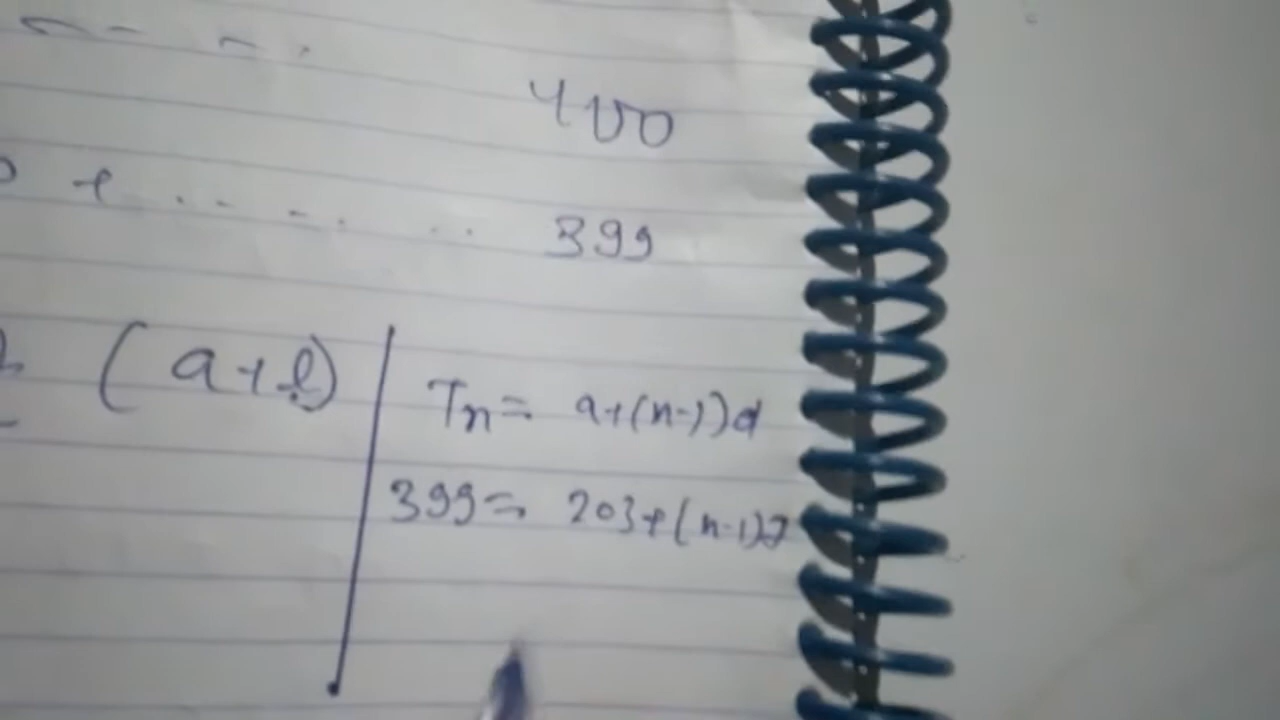 400
+ ........ 399
(a+l)
Tn = a+(n-1)d
399 = 203+(n-1)7